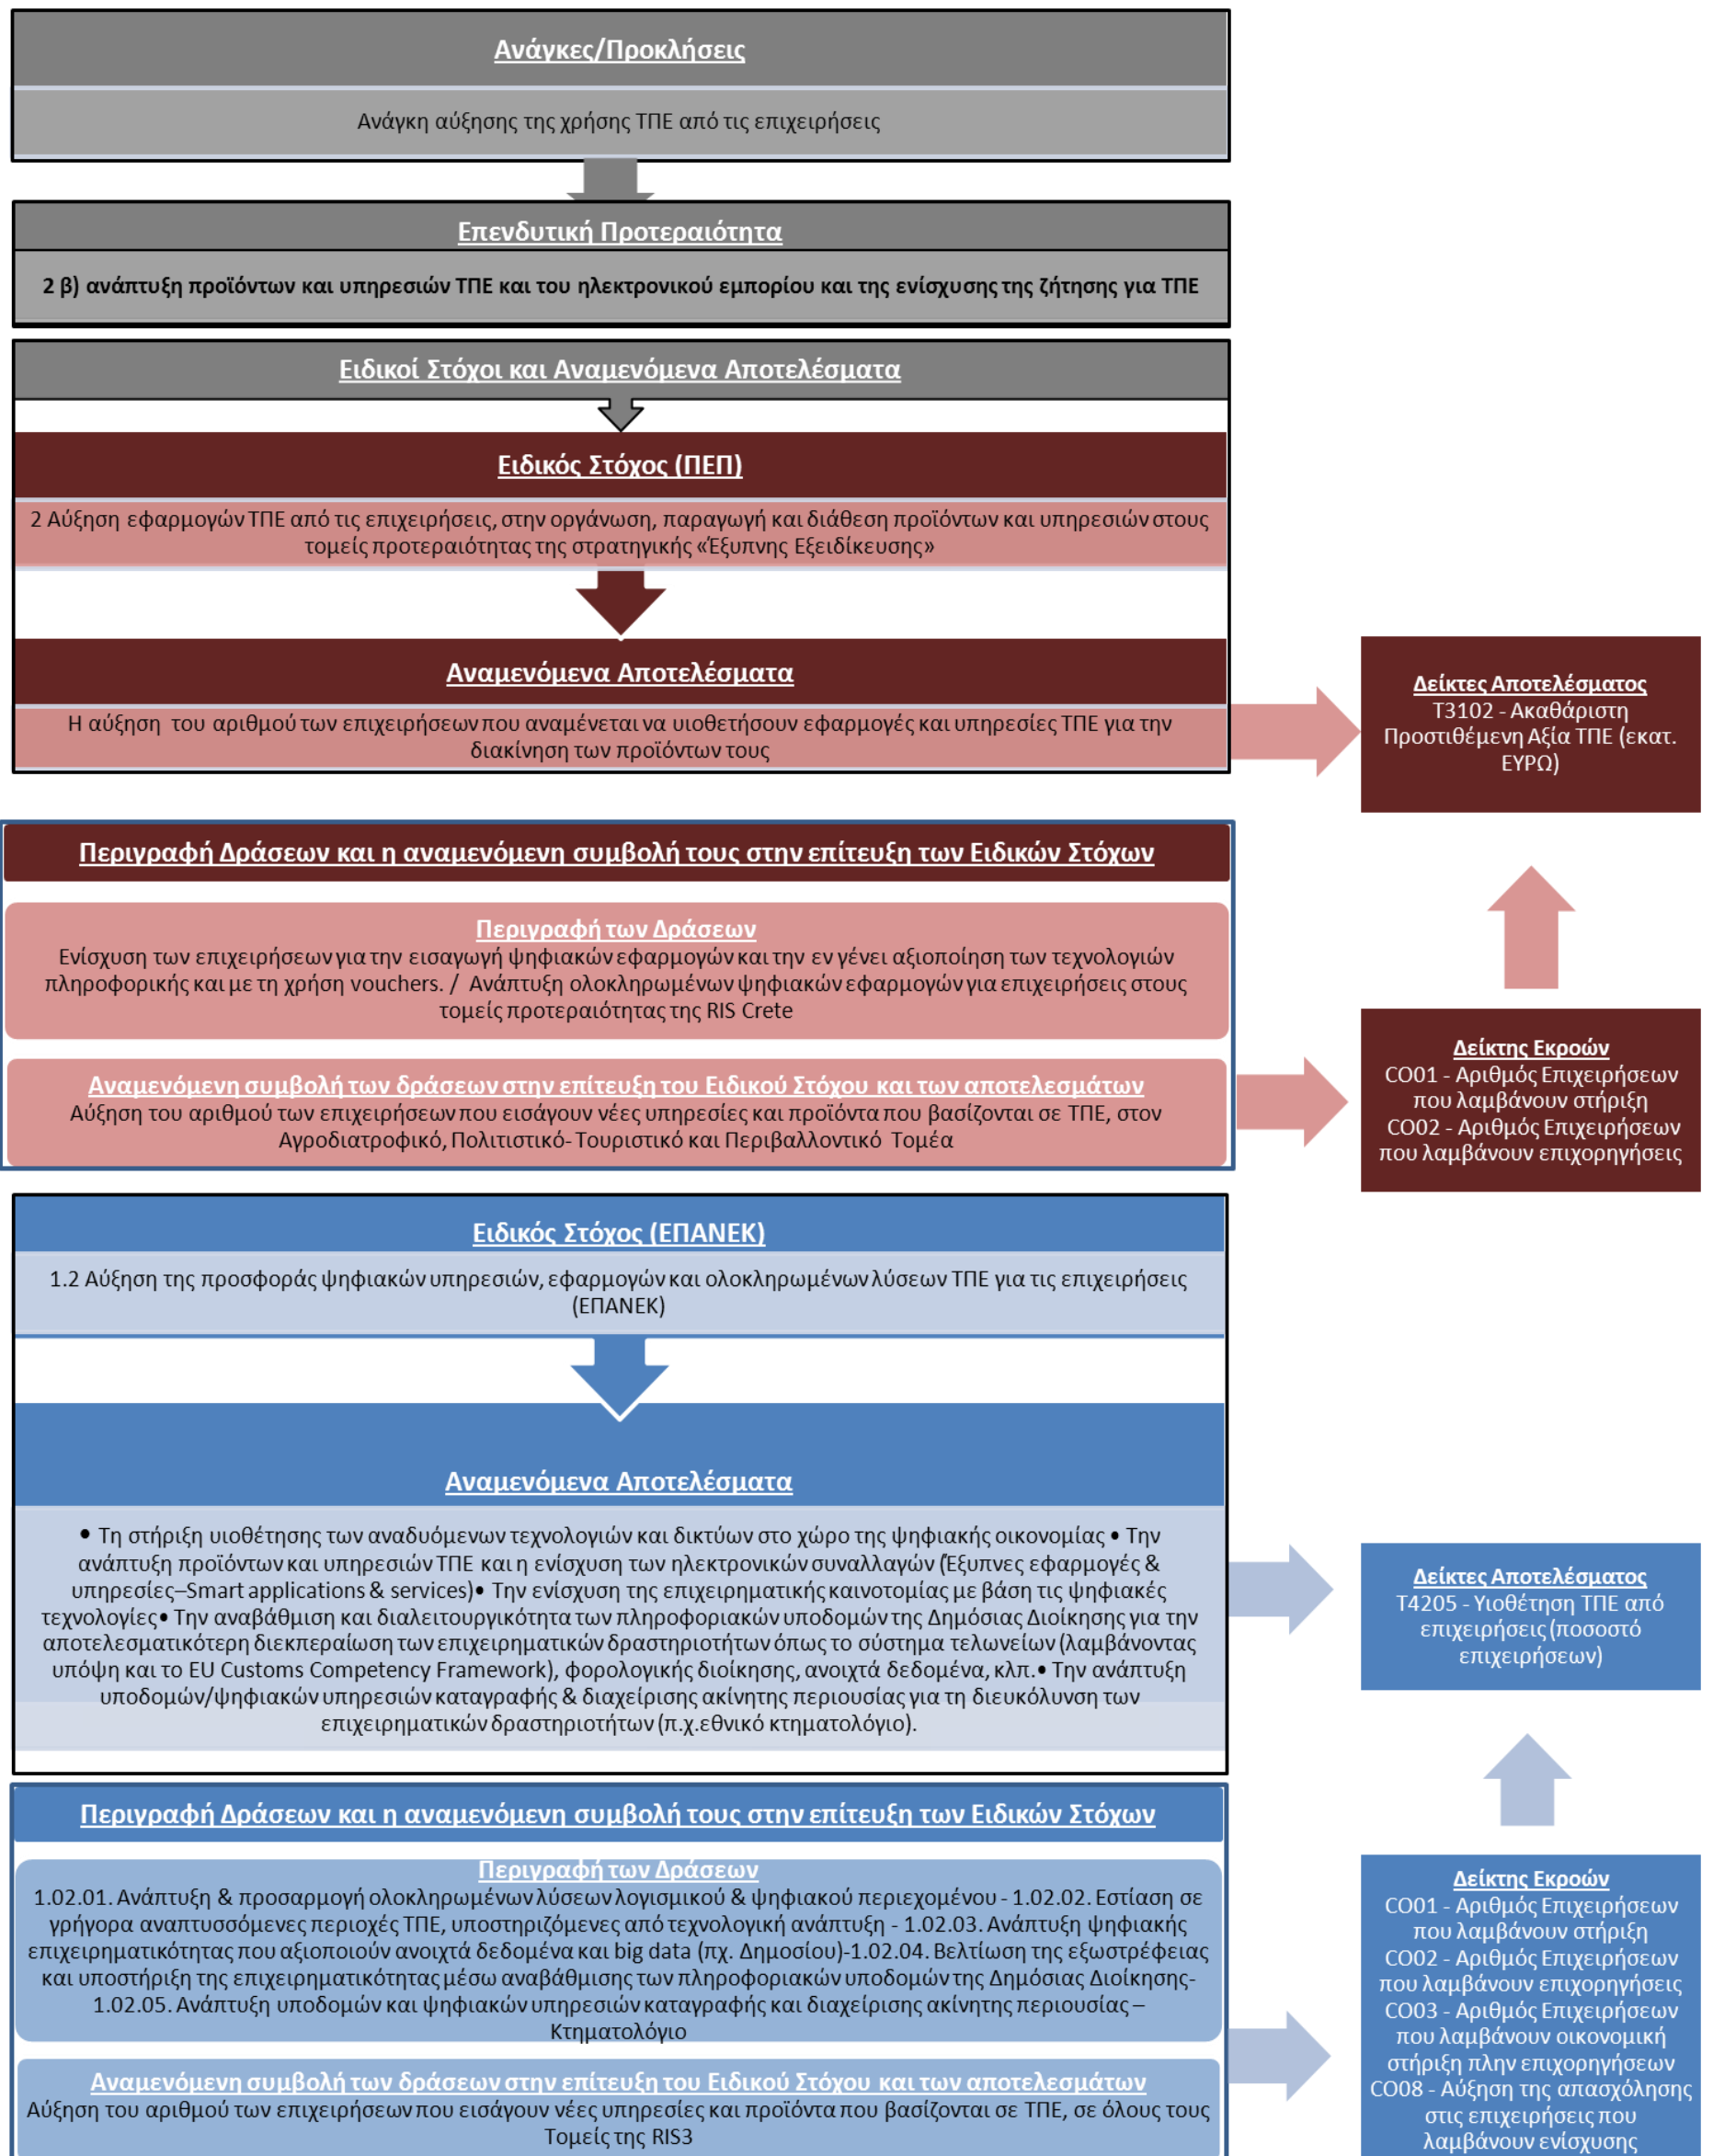 Ανάγκες/Προκλήσεις
Ανάγκη αύξησης της χρήσης ΤΠΕ από τις επιχειρήσεις
Επενδυτική Προτεραιότητα
2 β) ανάπτυξη προϊόντων και υπηρεσιών ΤΠΕ και του ηλεκτρονικού εμπορίου και της ενίσχυσης της ζήτησης για ΤΠΕ
Ειδικοί Στόχοι και Αναμενόμενα Αποτελέσματα
Ειδικός Στόχος (ΠΕΠ)
2 Αύξηση εφαρμογών ΤΠΕ από τις επιχειρήσεις, στην οργάνωση, παραγωγή και διάθεση προϊόντων και υπηρεσιών στους
τομείς προτεραιότητας της στρατηγικής «Έξυπνης Εξειδίκευσης»
Αναμενόμενα Αποτελέσματα
Η αύξηση του αριθμού των επιχειρήσεων που αναμένεται να υιοθετήσουν εφαρμογές και υπηρεσίες ΤΠΕ για την
διακίνηση των προϊόντων τους
Δείκτες Αποτελέσματος
Τ3102 - Ακαθάριστη
Προστιθέμενη Αξία ΤΠΕ (εκατ.
ΕΥΡΩ)
Περιγραφή Δράσεων και η αναμενόμενη συμβολή τους στην επίτευξη των Ειδικών Στόχων
Περιγραφή των Δράσεων
Ενίσχυση των επιχειρήσεων για την εισαγωγή ψηφιακών εφαρμογών και την εν γένει αξιοποίηση των τεχνολογιών
πληροφορικής και με τη χρήση vouchers. / Ανάπτυξη ολοκληρωμένων ψηφιακών εφαρμογών για επιχειρήσεις στους
τομείς προτεραιότητας της RIS Crete
Αναμενόμενη συμβολή των δράσεων στην επίτευξη του Ειδικού Στόχου και των αποτελεσμάτων
Αύξηση του αριθμού των επιχειρήσεων που εισάγουν νέες υπηρεσίες και προϊόντα που βασίζονται σε ΤΠΕ, στον
Αγροδιατροφικό, Πολιτιστικό- Τουριστικό και Περιβαλλοντικό Τομέα
Δείκτης Εκροών
CO01 - Αριθμός Επιχειρήσεων
που λαμβάνουν στήριξη
CO02 - Αριθμός Επιχειρήσεων
που λαμβάνουν επιχορηγήσεις
Ειδικός Στόχος (ΕΠΑΝΕΚ)
1.2 Αύξηση της προσφοράς ψηφιακών υπηρεσιών, εφαρμογών και ολοκληρωμένων λύσεων ΤΠΕ για τις επιχειρήσεις
(ΕΠΑΝΕΚ)
Αναμενόμενα Αποτελέσματα
• Τη στήριξη υιοθέτησης των αναδυόμενων τεχνολογιών και δικτύων στο χώρο της ψηφιακής οικονομίας • Την
ανάπτυξη προϊόντων και υπηρεσιών ΤΠΕ και η ενίσχυση των ηλεκτρονικών συναλλαγών (Έξυπνες εφαρμογές &
υπηρεσίες–Smart applications & services)• Την ενίσχυση της επιχειρηματικής καινοτομίας με βάση τις ψηφιακές
τεχνολογίες• Την αναβάθμιση και διαλειτουργικότητα των πληροφοριακών υποδομών της Δημόσιας Διοίκησης για την
αποτελεσματικότερη διεκπεραίωση των επιχειρηματικών δραστηριοτήτων όπως το σύστημα τελωνείων (λαμβάνοντας
υπόψη και το EU Customs Competency Framework), φορολογικής διοίκησης, ανοιχτά δεδομένα, κλπ.• Την ανάπτυξη
υποδομών/ψηφιακών υπηρεσιών καταγραφής & διαχείρισης ακίνητης περιουσίας για τη διευκόλυνση των
επιχειρηματικών δραστηριοτήτων (π.χ.εθνικό κτηματολόγιο).
Δείκτες Αποτελέσματος
Τ4205 - Υιοθέτηση ΤΠΕ από
επιχειρήσεις (ποσοστό
επιχειρήσεων)
Περιγραφή Δράσεων και η αναμενόμενη συμβολή τους στην επίτευξη των Ειδικών Στόχων
Περιγραφή των Δράσεων
1.02.01. Ανάπτυξη & προσαρμογή ολοκληρωμένων λύσεων λογισμικού & ψηφιακού περιεχομένου - 1.02.02. Εστίαση σε
γρήγορα αναπτυσσόμενες περιοχές ΤΠΕ, υποστηριζόμενες από τεχνολογική ανάπτυξη - 1.02.03. Ανάπτυξη ψηφιακής
επιχειρηματικότητας που αξιοποιούν ανοιχτά δεδομένα και big data (πχ. Δημοσίου)-1.02.04. Βελτίωση της εξωστρέφειας
και υποστήριξη της επιχειρηματικότητας μέσω αναβάθμισης των πληροφοριακών υποδομών της Δημόσιας Διοίκησης-
1.02.05. Ανάπτυξη υποδομών και ψηφιακών υπηρεσιών καταγραφής και διαχείρισης ακίνητης περιουσίας –
Κτηματολόγιο
Αναμενόμενη συμβολή των δράσεων στην επίτευξη του Ειδικού Στόχου και των αποτελεσμάτων
Αύξηση του αριθμού των επιχειρήσεων που εισάγουν νέες υπηρεσίες και προϊόντα που βασίζονται σε ΤΠΕ, σε όλους τους
Τομείς της RIS3
Δείκτης Εκροών
CO01 - Αριθμός Επιχειρήσεων
που λαμβάνουν στήριξη
CO02 - Αριθμός Επιχειρήσεων
που λαμβάνουν επιχορηγήσεις
CO03 - Αριθμός Επιχειρήσεων
που λαμβάνουν οικονομική
στήριξη πλην επιχορηγήσεων
CO08 - Αύξηση της απασχόλησης
στις επιχειρήσεις που
λαμβάνουν ενίσχυσης